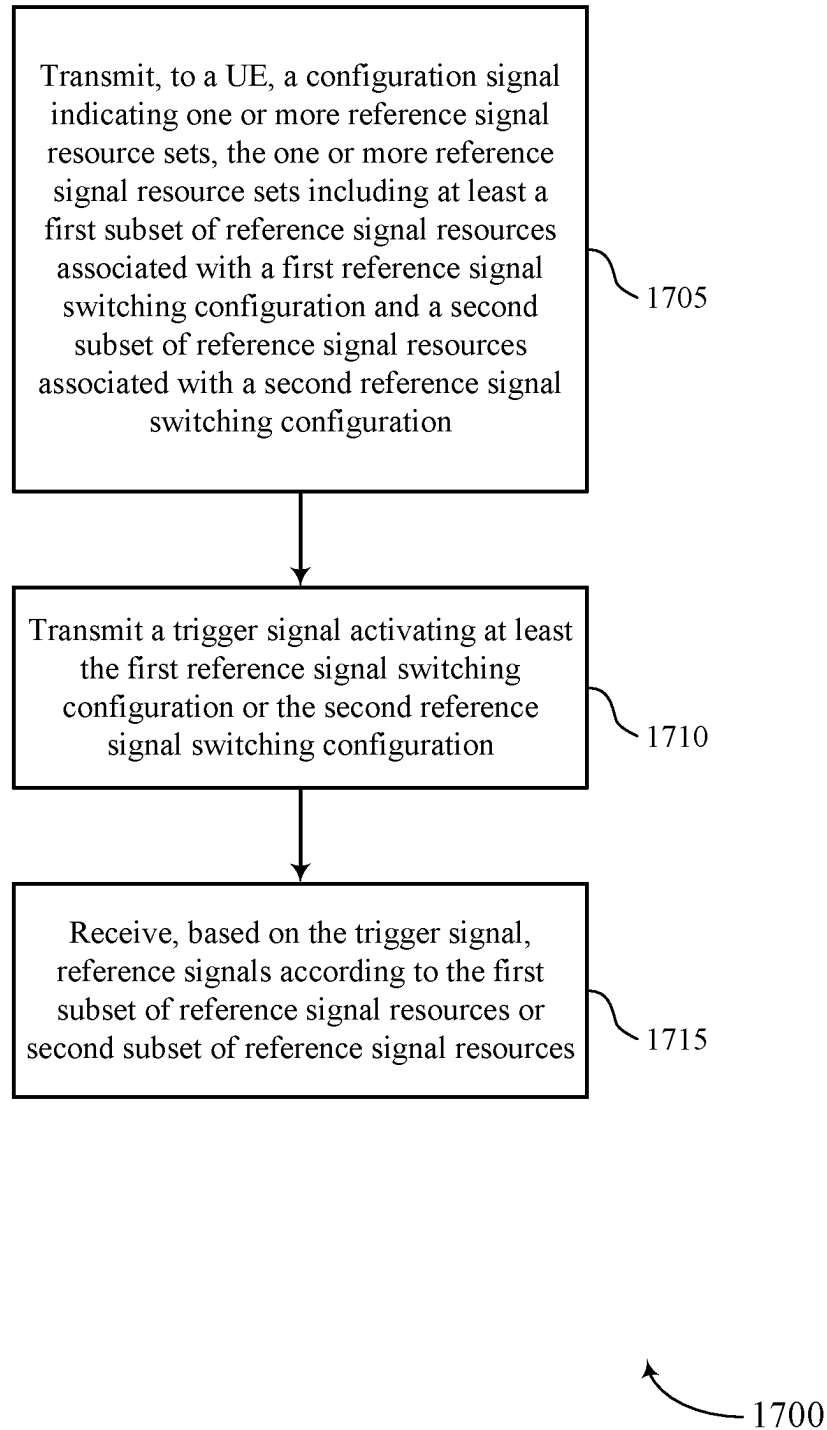 Transmit, to a UE, a configuration signal
indicating one or more reference signal
resource sets, the one or more reference
signal resource sets including at least a
first subset of reference signal resources
associated with a first reference signal
switching configuration and a second
subset of reference signal resources
associated with a second reference signal
switching configuration
1705
Transmit a trigger signal activating at least
the first reference signal switching
configuration or the second reference
signal switching configuration
1710
Receive, based on the trigger signal,
reference signals according to the first
subset of reference signal resources or
second subset of reference signal resources
1715
1700